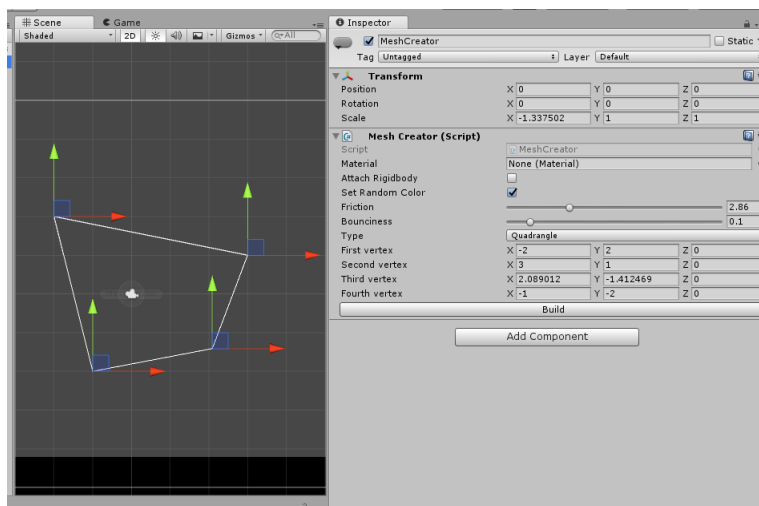 Scene Game
Shaded 2D Gizmos Q▾All
Inspector
MeshCreator Static
Tag Untagged Layer Default
Transform
Position X 0 Y 0 Z 0
Rotation X 0 Y 0 Z 0
Scale X -1.337502 Y 1 Z 1
Mesh Creator (Script)
Script MeshCreator
Material None (Material)
Attach Rigidbody
Set Random Color
Friction 2.86
Bounciness 0.1
Type Quadrangle
First vertex X -2 Y 2 Z 0
Second vertex X 3 Y 1 Z 0
Third vertex X 2.089012 Y -1.412469 Z 0
Fourth vertex X -1 Y -2 Z 0
Build
Add Component